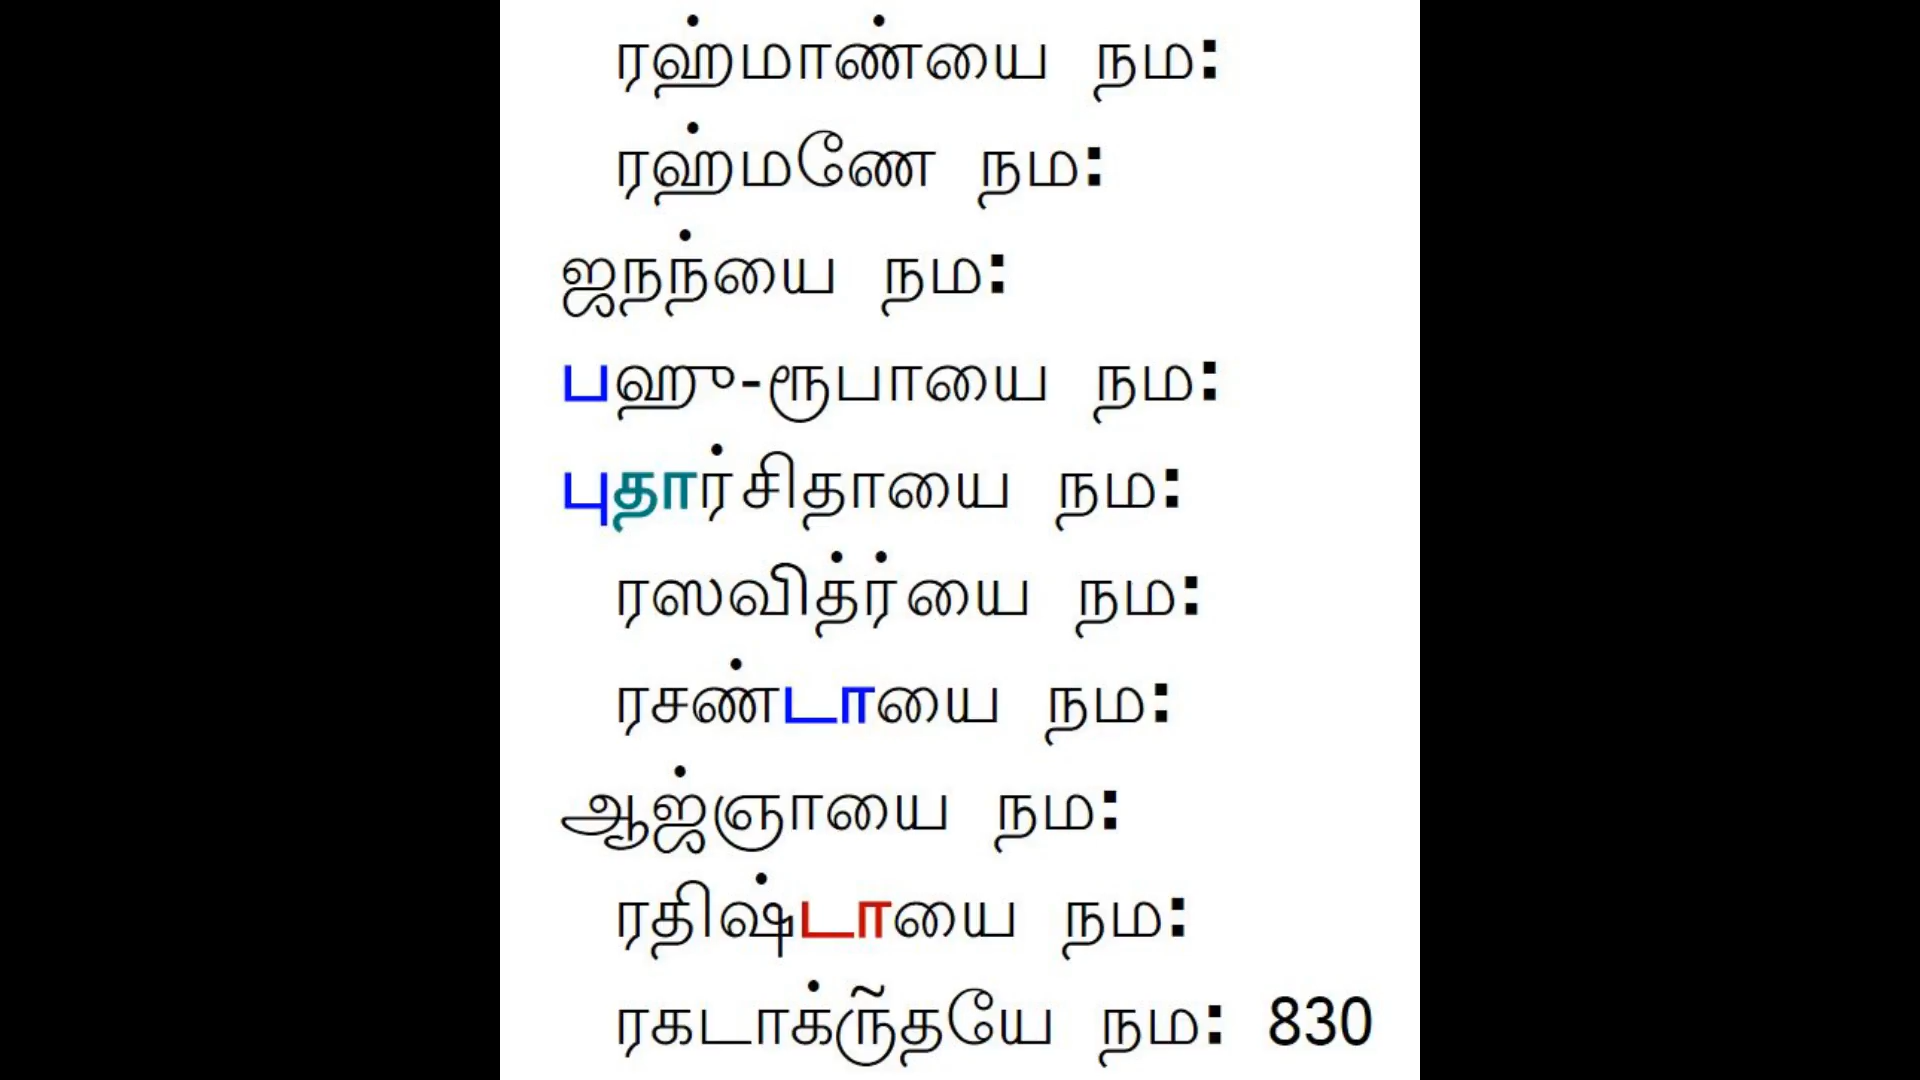 ரஹ்மாண்யை நம:
ரஹ்மணே நம:
ஜநந்யை நம:
பஹு-ரூபாயை நம:
புதார்சிதாயை நம:
ரஸவித்ர்யை நம:
ரசண்டாயை நம:
ஆஜ்ஞாயை நம:
ரதிஷ்டாயை நம:
ரகடாக்ரு̃தயே நம: 830